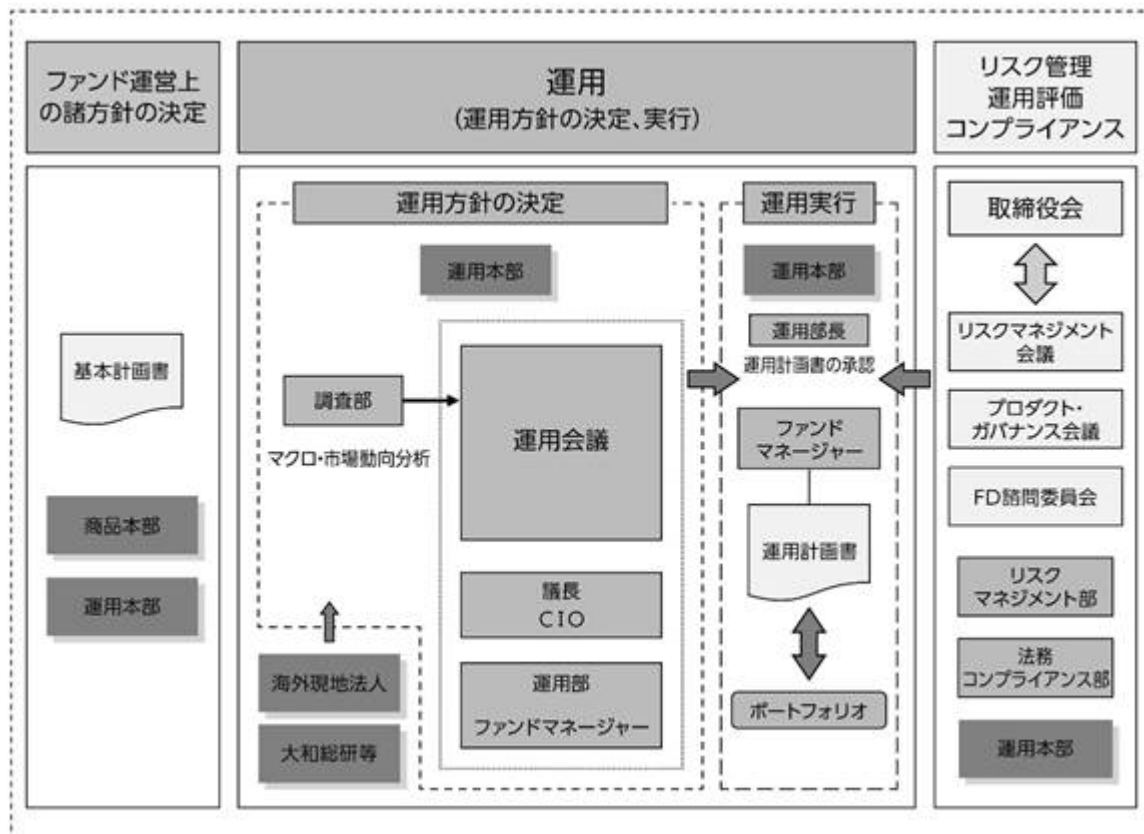 ファンド運営上
の諸方針の決定
運用
(運用方針の決定、実行)
リスク管理
運用評価
コンプライアンス
基本計画書
商品本部
運用本部
運用方針の決定
運用本部
調査部
マクロ・市場動向分析
運用会議
議長
CIO
運用部
ファンドマネージャー
海外現地法人
大和総研等
運用実行
運用本部
運用部長
運用計画書の承認
ファンド
マネージャー
運用計画書
ポートフォリオ
取締役会
リスクマネジメント
会議
プロダクト・
ガバナンス会議
FD諮問委員会
リスク
マネジメント部
法務
コンプライアンス部
運用本部